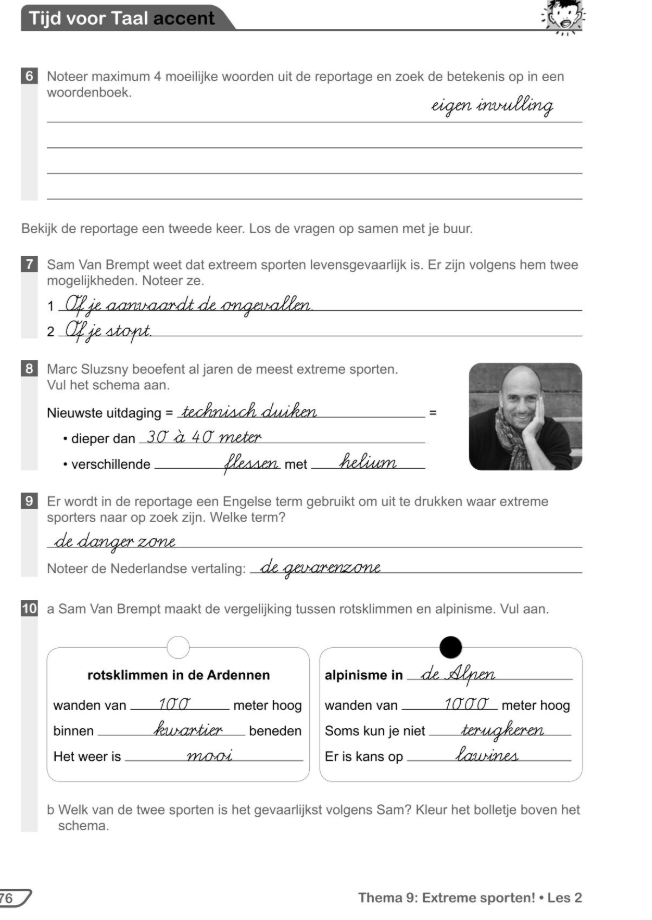 Tijd voor Taal accent
6 Noteer maximum 4 moeilijke woorden uit de reportage en zoek de betekenis op in een
woordenboek.
eigen invulling
Bekijk de reportage een tweede keer. Los de vragen op samen met je buur.
7 Sam Van Brempt weet dat extreem sporten levensgevaarlijk is. Er zijn volgens hem twee
mogelijkheden. Noteer ze.
1 Of je aanvaardt de ongevallen.
2 Of je stopt.
8 Marc Sluzsny beoefent al jaren de meest extreme sporten.
Vul het schema aan.
Nieuwste uitdaging = technisch duiken =
• dieper dan 30 à 40 meter
• verschillende flessen met helium
9 Er wordt in de reportage een Engelse term gebruikt om uit te drukken waar extreme
sporters naar op zoek zijn. Welke term?
de danger zone
Noteer de Nederlandse vertaling: de gevarenzone
10 a Sam Van Brempt maakt de vergelijking tussen rotsklimmen en alpinisme. Vul aan.
rotsklimmen in de Ardennen
wanden van 100 meter hoog
binnen kwartier beneden
Het weer is mooi
alpinisme in de Alpen
wanden van 1000 meter hoog
Soms kun je niet terugkeren
Er is kans op lawines
b Welk van de twee sporten is het gevaarlijkst volgens Sam? Kleur het bolletje boven het
schema.
76
Thema 9: Extreme sporten! • Les 2